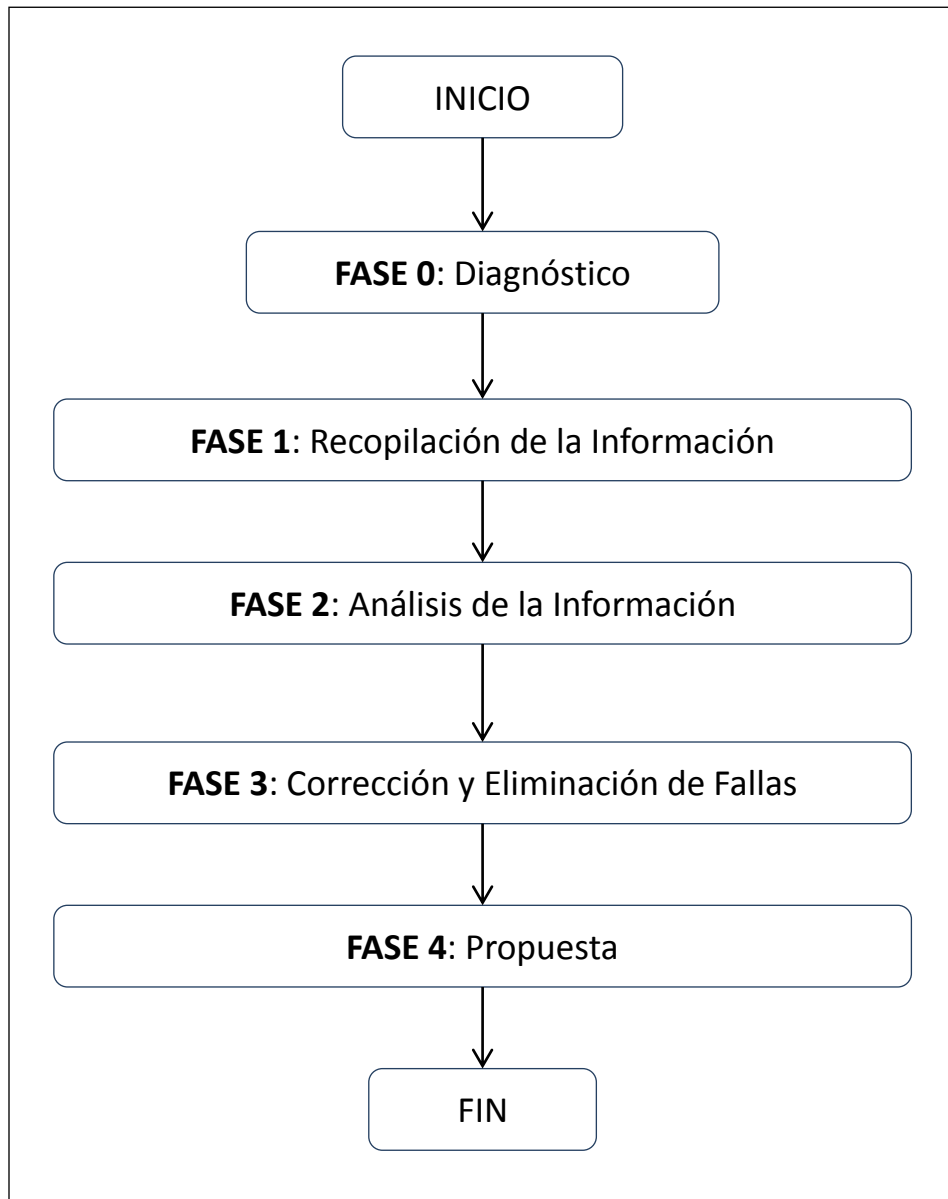 INICIO
FASE 0: Diagnóstico
FASE 1: Recopilación de la Información
FASE 2: Análisis de la Información
FASE 3: Corrección y Eliminación de Fallas
FASE 4: Propuesta
FIN